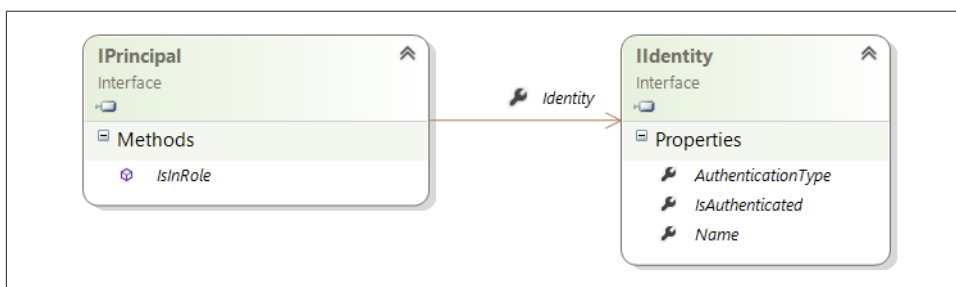 IPrincipal
Interface
Methods
IsInRole
Identity
IIdentity
Interface
Properties
AuthenticationType
IsAuthenticated
Name